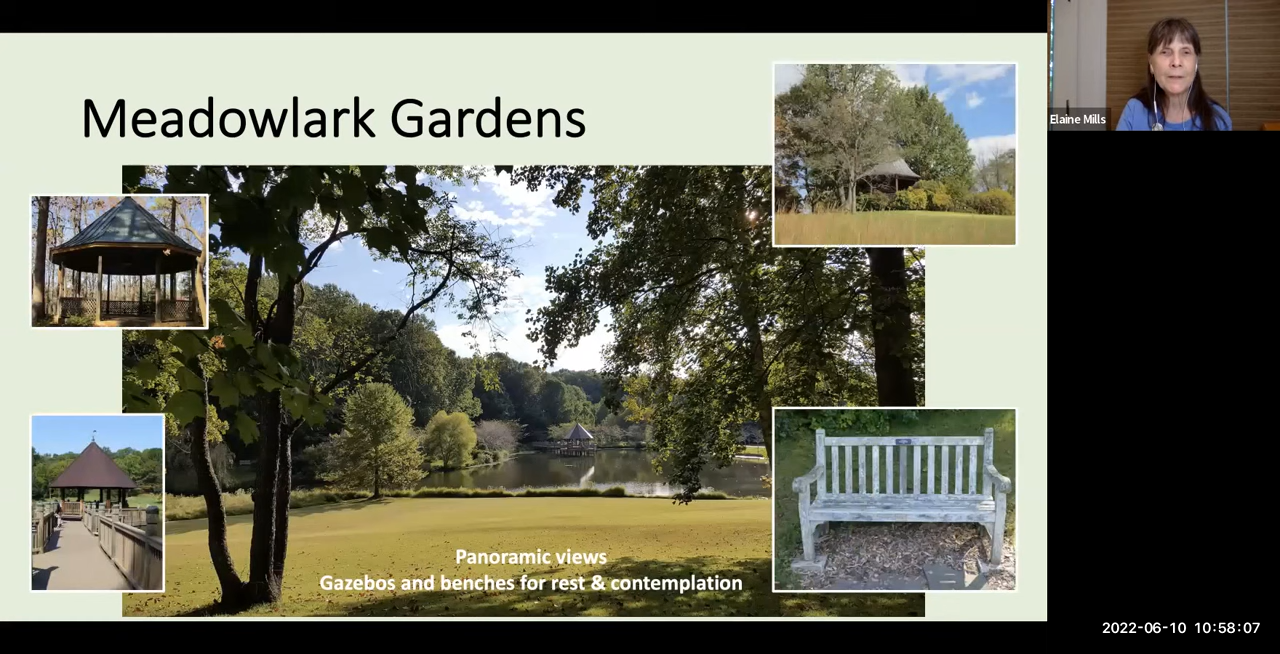 Meadowlark Gardens
Elaine Mills
Panoramic views
Gazebos and benches for rest & contemplation
2022-06-10 10:58:07